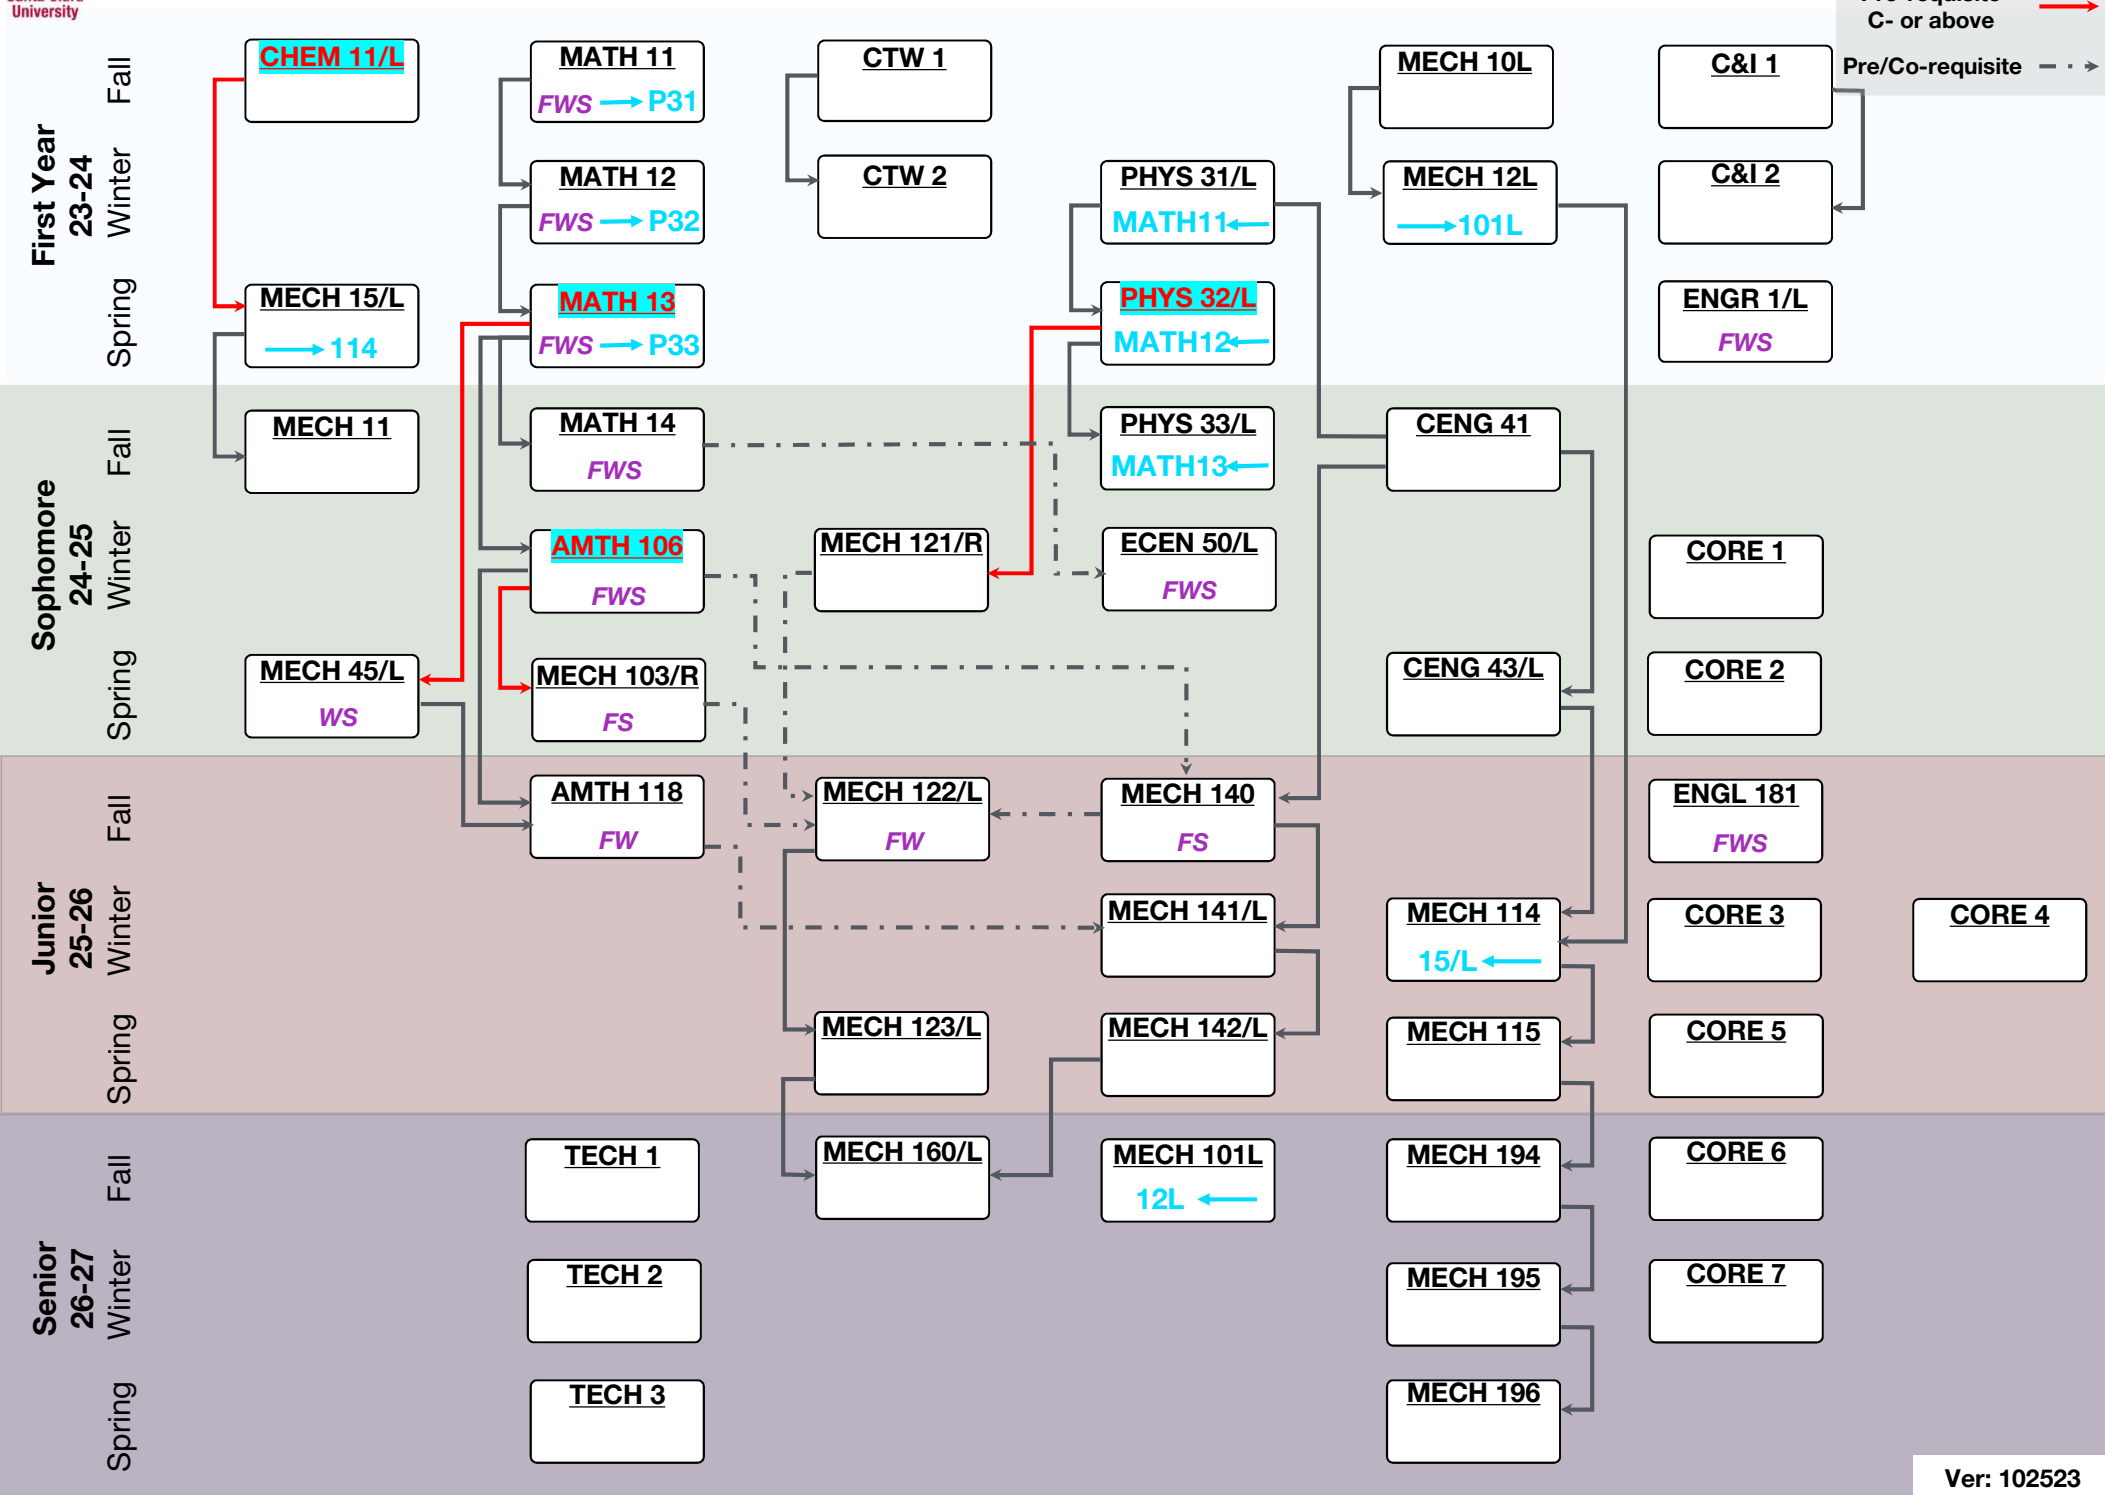 University
C- or above
Pre/Co-requisite
First Year
23-24
Fall
CHEM 11/L
MATH 11
FWS P31
CTW 1
MECH 10L
C&I 1
Winter
MATH 12
FWS P32
CTW 2
PHYS 31/L
MATH11
MECH 12L
101L
C&I 2
Spring
MECH 15/L
114
MATH 13
FWS P33
PHYS 32/L
MATH12
ENGR 1/L
FWS
Sophomore
24-25
Fall
MECH 11
MATH 14
FWS
PHYS 33/L
MATH13
CENG 41
Winter
AMTH 106
FWS
MECH 121/R
ECEN 50/L
FWS
CORE 1
Spring
MECH 45/L
WS
MECH 103/R
FS
CENG 43/L
CORE 2
Junior
25-26
Fall
AMTH 118
FW
MECH 122/L
FW
MECH 140
FS
ENGL 181
FWS
Winter
MECH 141/L
MECH 114
15/L
CORE 3
CORE 4
Spring
MECH 123/L
MECH 142/L
MECH 115
CORE 5
Senior
26-27
Fall
TECH 1
MECH 160/L
MECH 101L
12L
MECH 194
CORE 6
Winter
TECH 2
MECH 195
CORE 7
Spring
TECH 3
MECH 196
Ver: 102523